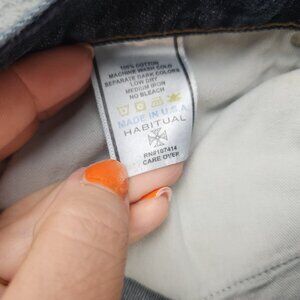 100% COTTON
MACHINE WASH COLD
SEPARATE DARK COLORS
LOW DRY
MEDIUM IRON
NO BLEACH
MADE IN U.S.A
HABITUAL
RN#107414
CARE OVER